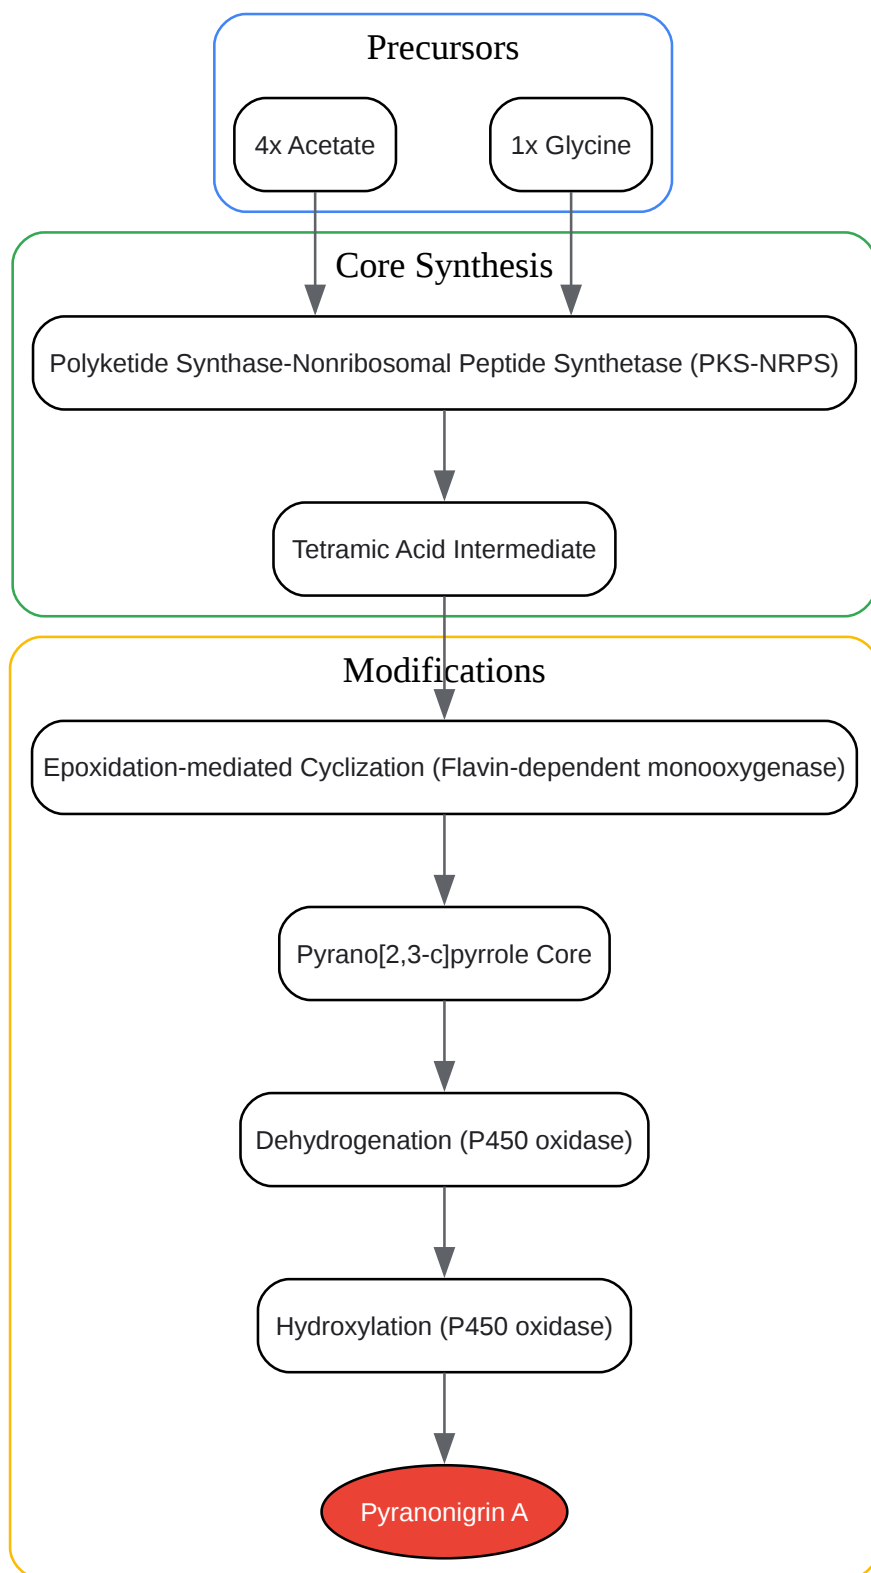 Precursors
4x Acetate
1x Glycine
Core Synthesis
Polyketide Synthase-Nonribosomal Peptide Synthetase (PKS-NRPS)
Tetramic Acid Intermediate
Modifications
Epoxidation-mediated Cyclization (Flavin-dependent monooxygenase)
Pyrano[2,3-c]pyrrole Core
Dehydrogenation (P450 oxidase)
Hydroxylation (P450 oxidase)
Pyranonigrin A